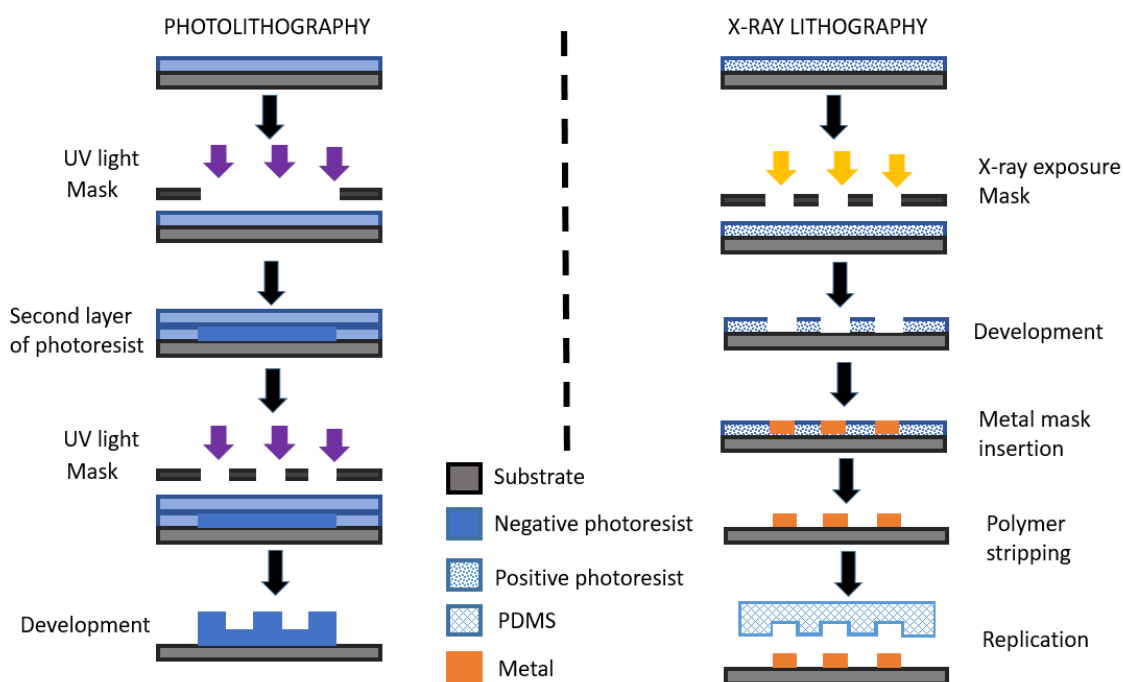 PHOTOLITHOGRAPHY
UV light
Mask
Second layer
of photoresist
UV light
Mask
Development
X-RAY LITHOGRAPHY
X-ray exposure
Mask
Development
Metal mask
insertion
Polymer
stripping
Replication
Substrate
Negative photoresist
Positive photoresist
PDMS
Metal